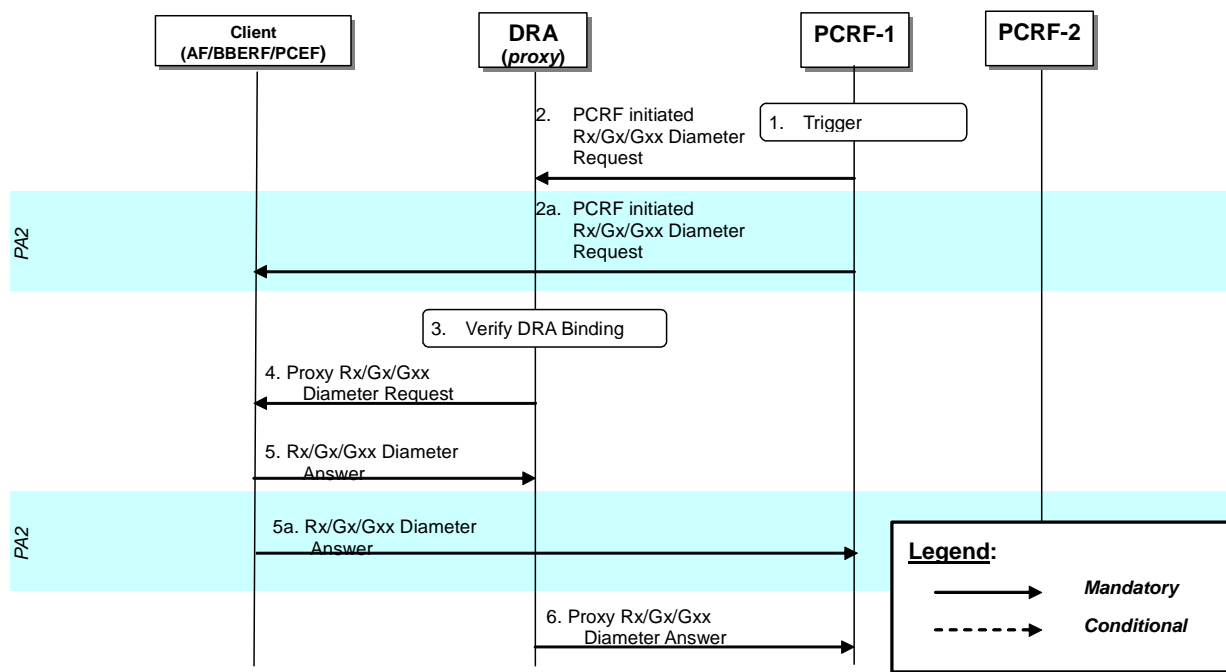 Client
(AF/BBERF/PCEF)
DRA
(proxy)
PCRF-1
PCRF-2
1. Trigger
2. PCRF initiated
Rx/Gx/Gxx Diameter
Request
PA2
2a. PCRF initiated
Rx/Gx/Gxx Diameter
Request
3. Verify DRA Binding
4. Proxy Rx/Gx/Gxx
Diameter Request
5. Rx/Gx/Gxx Diameter
Answer
PA2
5a. Rx/Gx/Gxx Diameter
Answer
6. Proxy Rx/Gx/Gxx
Diameter Answer
Legend:
Mandatory
Conditional